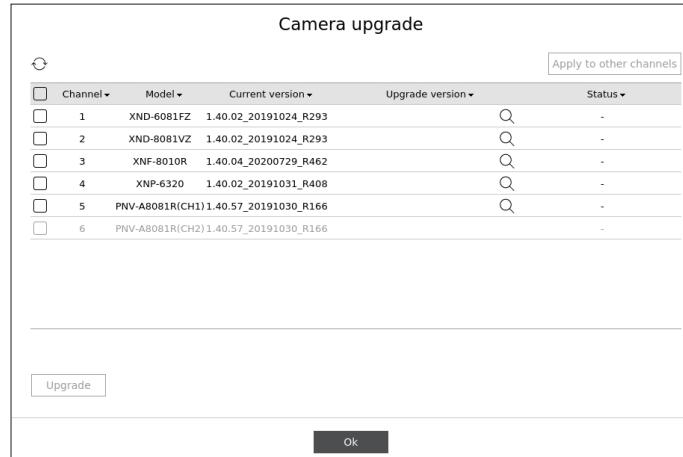 Camera upgrade
Apply to other channels
Channel Model Current version Upgrade version Status
1 XND-6081FZ 1.40.02_20191024_R293 -
2 XND-8081VZ 1.40.02_20191024_R293 -
3 XNF-8010R 1.40.04_20200729_R462 -
4 XNP-6320 1.40.02_20191031_R408 -
5 PNV-A8081R(CH1) 1.40.57_20191030_R166 -
6 PNV-A8081R(CH2) 1.40.57_20191030_R166 -
Upgrade
Ok